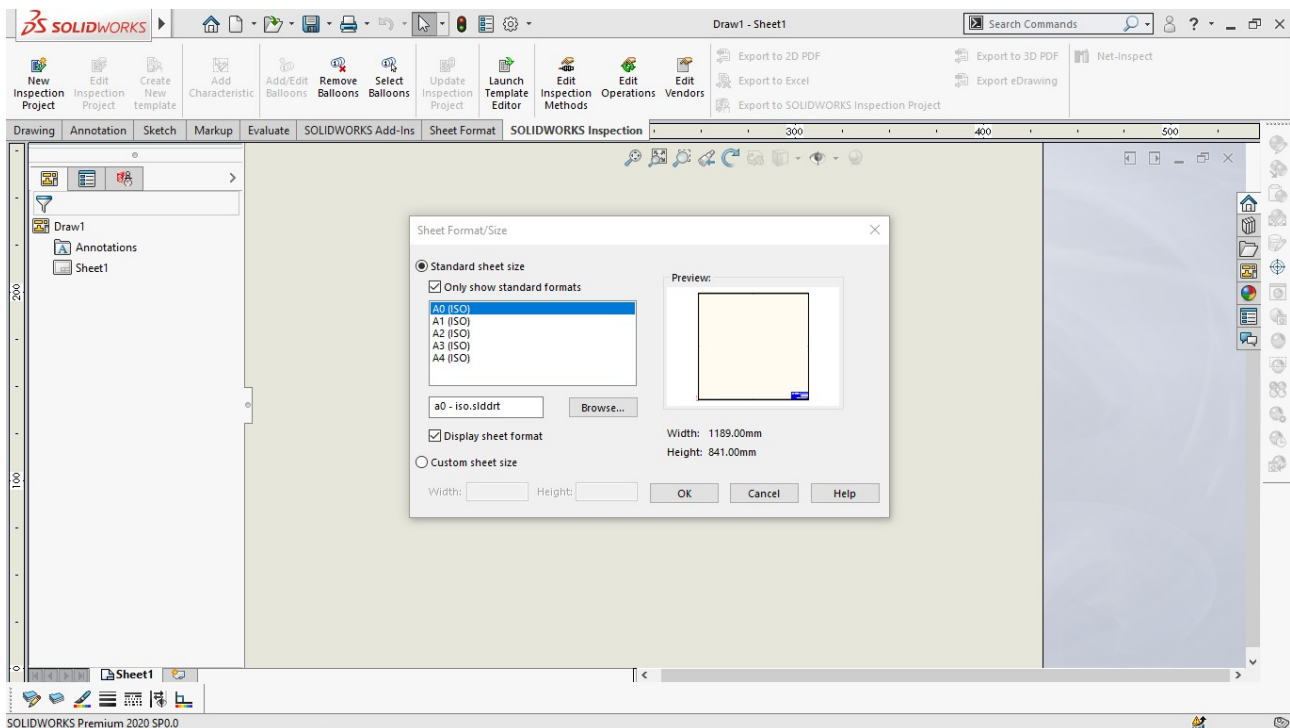 SOLIDWORKS
Draw1 - Sheet1
Search Commands
?
New Inspection Project
Edit Inspection Project
Create New template
Add Characteristic
Add/Edit Balloons
Remove Balloons
Select Balloons
Update Inspection Project
Launch Template Editor
Edit Inspection Methods
Edit Operations
Edit Vendors
Export to 2D PDF
Export to Excel
Export to SOLIDWORKS Inspection Project
Export to 3D PDF
Export eDrawing
Net-Inspect
Drawing Annotation Sketch Markup Evaluate SOLIDWORKS Add-Ins Sheet Format SOLIDWORKS Inspection
300 400 500
Draw1
A Annotations
Sheet1
200
100
0
Sheet Format/Size
Standard sheet size
Only show standard formats
A0 (ISO)
A1 (ISO)
A2 (ISO)
A3 (ISO)
A4 (ISO)
a0 - iso.slddrt
Browse...
Display sheet format
Custom sheet size
Width: Height:
Preview:
Width: 1189.00mm
Height: 841.00mm
OK Cancel Help
Sheet1
SOLIDWORKS Premium 2020 SP0.0